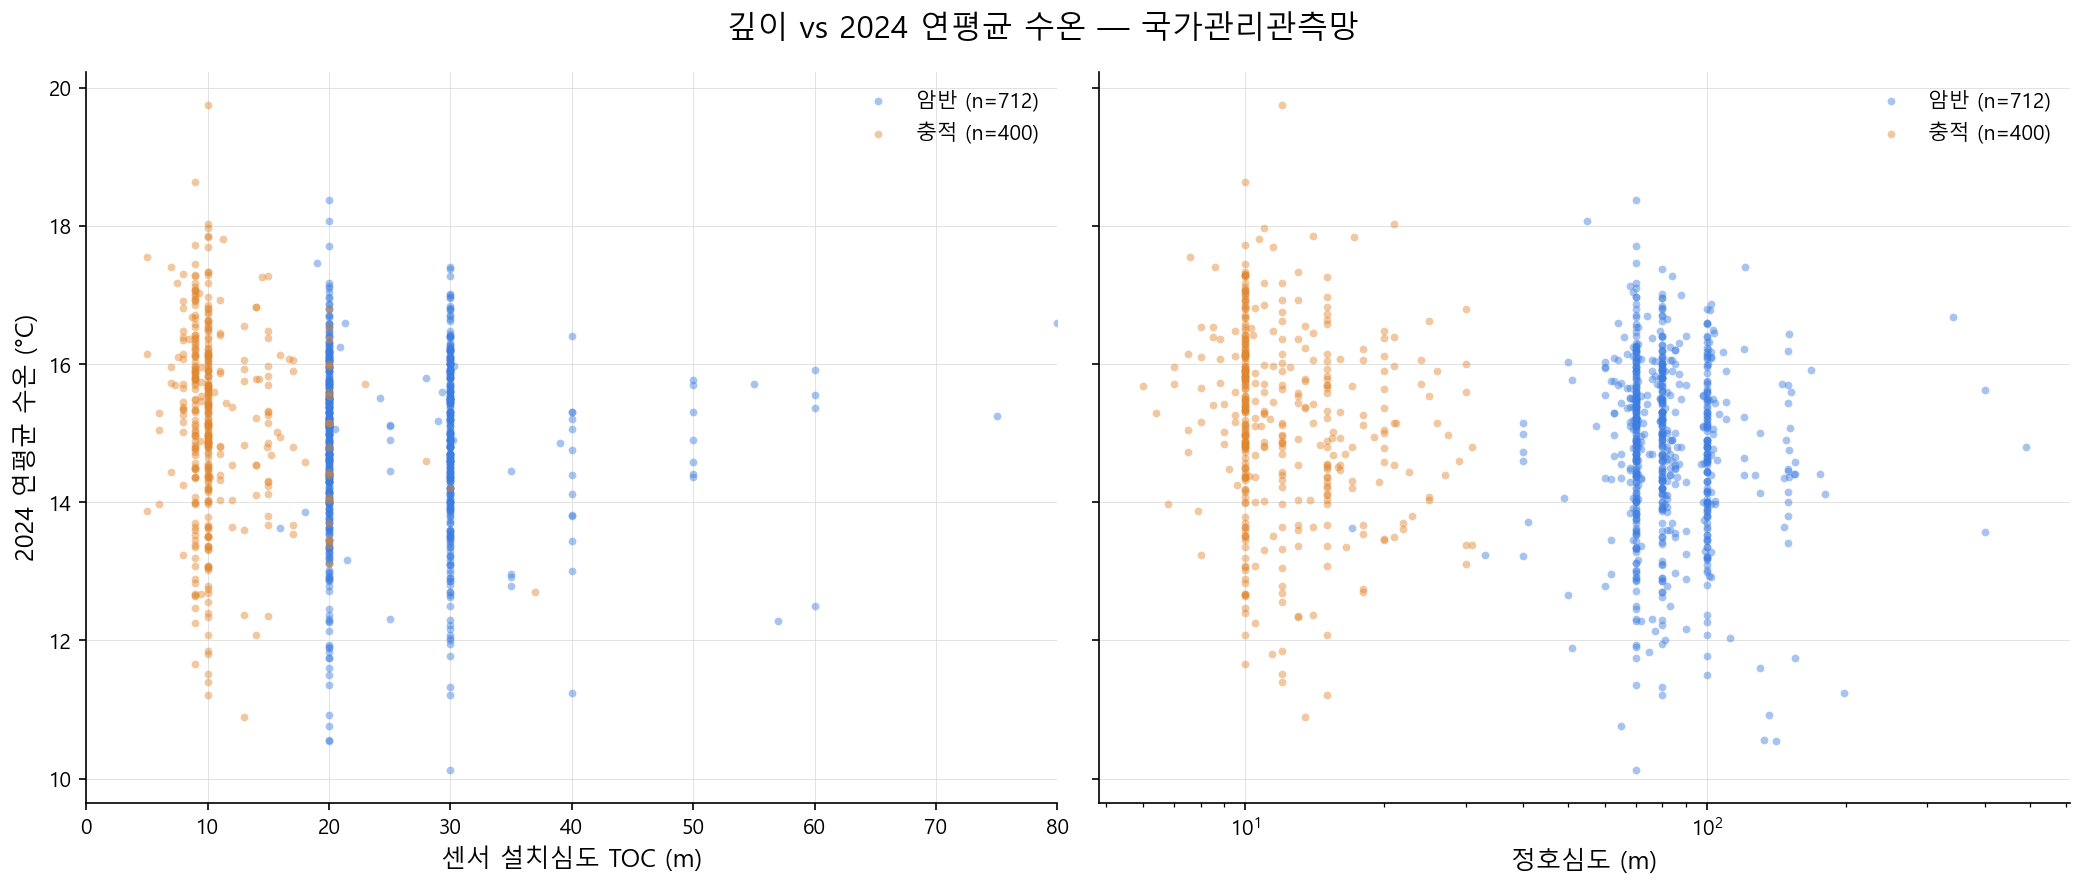 깊이 vs 2024 연평균 수온 — 국가관리관측망
2024 연평균 수온 (°C)
20
18
16
14
12
10
암반 (n=712)
충적 (n=400)
0 10 20 30 40 50 60 70 80
센서 설치심도 TOC (m)
암반 (n=712)
충적 (n=400)
10¹ 10²
정호심도 (m)